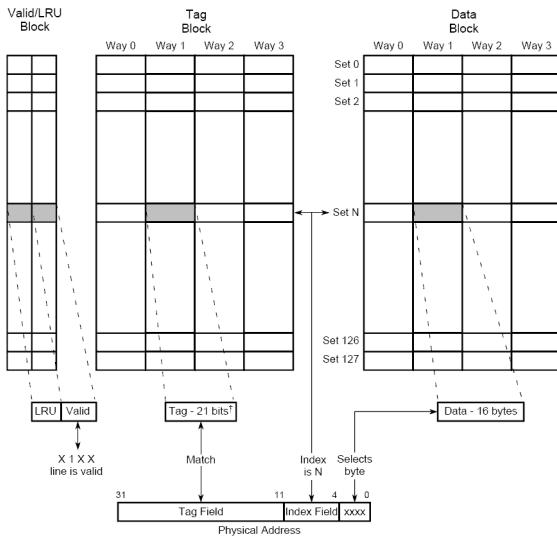 Valid/LRU
Block
Tag
Block
Data
Block
Way 0 Way 1 Way 2 Way 3
Way 0 Way 1 Way 2 Way 3
Set 0
Set 1
Set 2
Set N
Set 126
Set 127
LRU Valid
Tag - 21 bits†
Data - 16 bytes
X 1 X X
line is valid
Match
Index
is N
Selects
byte
31 11 4 0
Tag Field Index Field xxxx
Physical Address